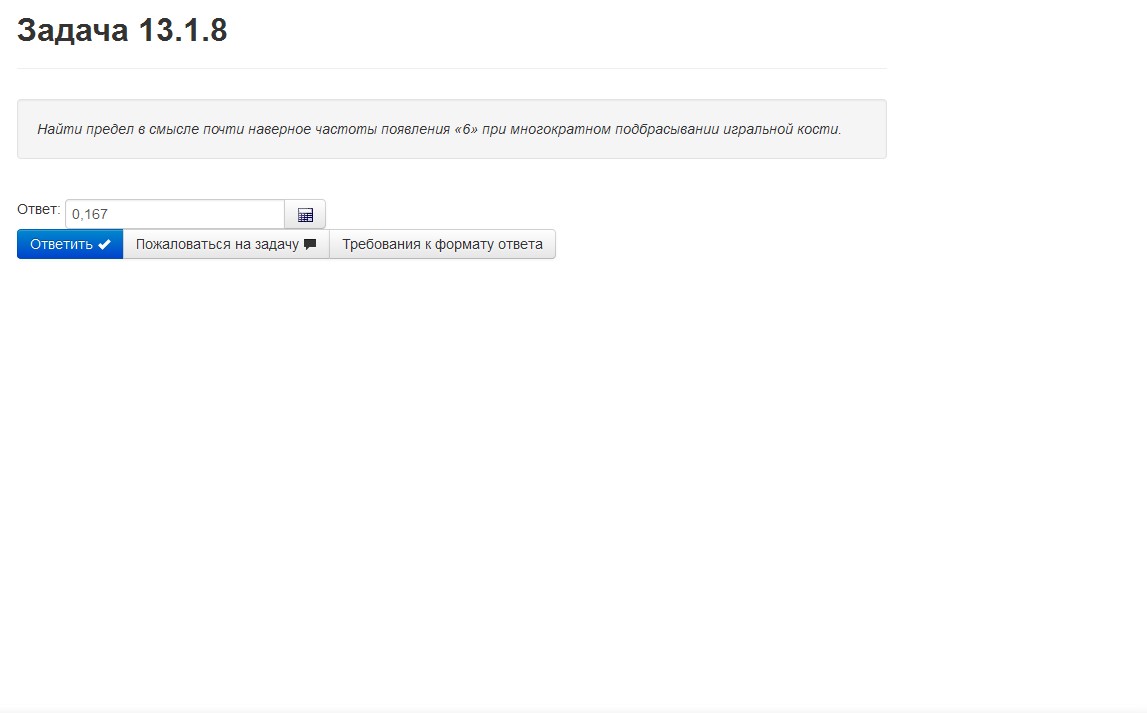 Задача 13.1.8
Найти предел в смысле почти наверное частоты появления «6» при многократном подбрасывании игральной кости.
Ответ: 0,167
Ответить Пожаловаться на задачу Требования к формату ответа